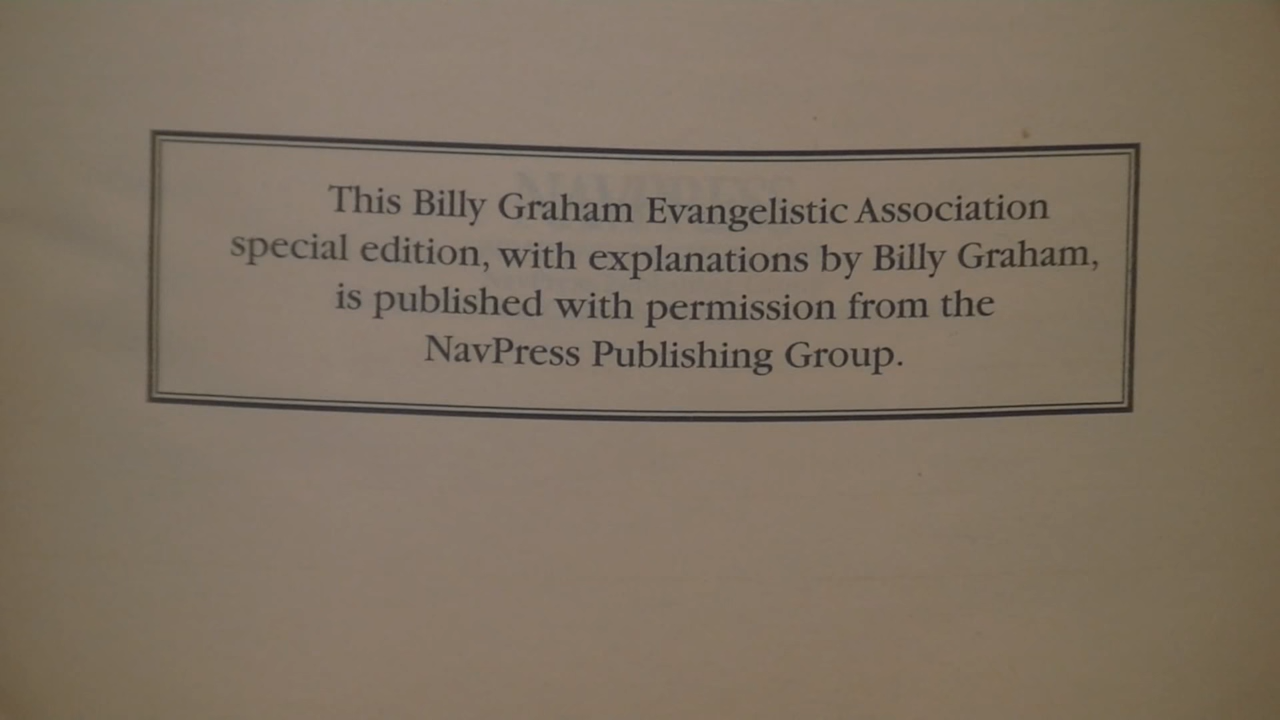 This Billy Graham Evangelistic Association
special edition, with explanations by Billy Graham,
is published with permission from the
NavPress Publishing Group.